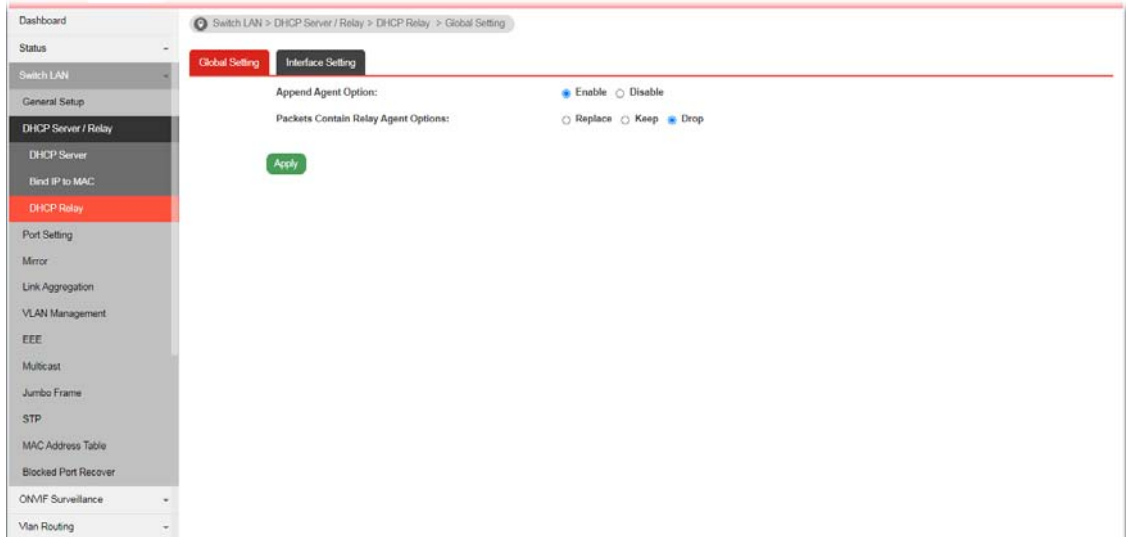 Dashboard
Switch LAN > DHCP Server / Relay > DHCP Relay > Global Setting
Status
Switch LAN
General Setup
DHCP Server / Relay
DHCP Server
Bind IP to MAC
DHCP Relay
Port Setting
Mirror
Link Aggregation
VLAN Management
EEE
Multicast
Jumbo Frame
STP
MAC Address Table
Blocked Port Recover
ONVIF Surveillance
Vlan Routing
Global Setting
Interface Setting
Append Agent Option: Enable Disable
Packets Contain Relay Agent Options: Replace Keep Drop
Apply